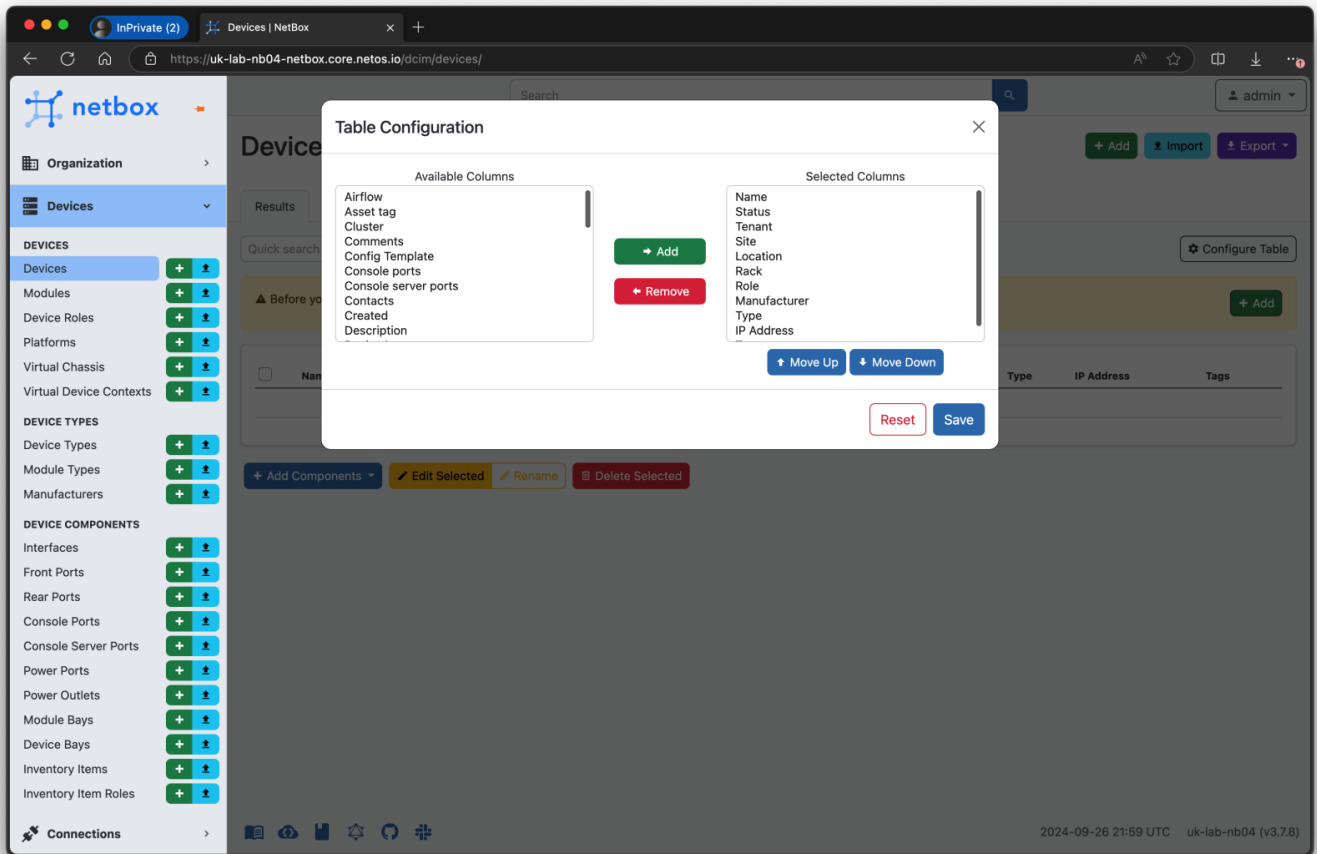 InPrivate (2)
Devices | NetBox
https://uk-lab-nb04-netbox.core.netos.io/dcim/devices/
netbox
Search
admin
Organization
Devices
DEVICES
Devices
Modules
Device Roles
Platforms
Virtual Chassis
Virtual Device Contexts
DEVICE TYPES
Device Types
Module Types
Manufacturers
DEVICE COMPONENTS
Interfaces
Front Ports
Rear Ports
Console Ports
Console Server Ports
Power Ports
Power Outlets
Module Bays
Device Bays
Inventory Items
Inventory Item Roles
Connections
Device
+ Add
Import
Export
Results
Quick search
Configure Table
Before yo
+ Add
Type IP Address Tags
Table Configuration
Available Columns
Airflow
Asset tag
Cluster
Comments
Config Template
Console ports
Console server ports
Contacts
Created
Description
Add
Remove
Selected Columns
Name
Status
Tenant
Site
Location
Rack
Role
Manufacturer
Type
IP Address
Move Up
Move Down
Reset
Save
+ Add Components
Edit Selected
Rename
Delete Selected
2024-09-26 21:59 UTC uk-lab-nb04 (v3.7.8)